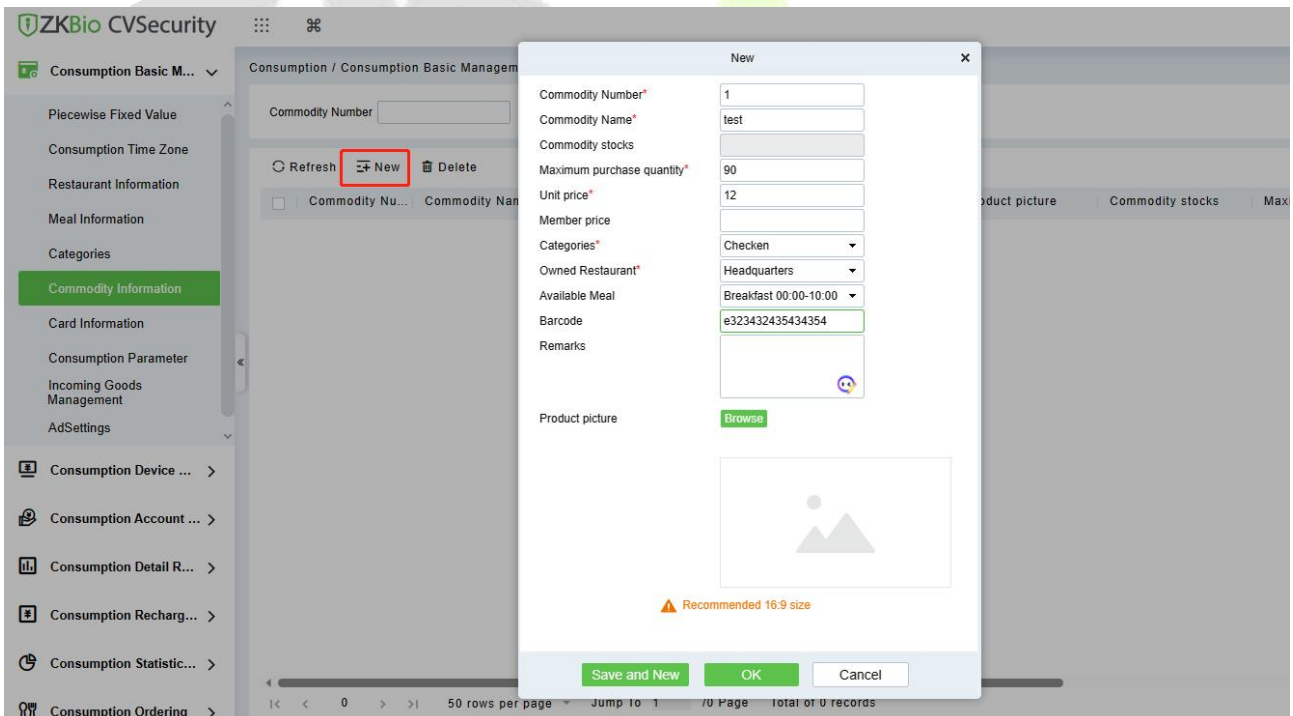 ZKBio CVSecurity
Consumption Basic M...
Piecewise Fixed Value
Consumption Time Zone
Restaurant Information
Meal Information
Categories
Commodity Information
Card Information
Consumption Parameter
Incoming Goods
Management
AdSettings
Consumption Device ...
Consumption Account ...
Consumption Detail R...
Consumption Recharg...
Consumption Statistic...
Consumption Ordering
Consumption / Consumption Basic Managem
Commodity Number
Refresh New Delete
Commodity Nu... Commodity Nan
oduct picture Commodity stocks Maxi
New
Commodity Number* 1
Commodity Name* test
Commodity stocks
Maximum purchase quantity* 90
Unit price* 12
Member price
Categories* Checken
Owned Restaurant* Headquarters
Available Meal Breakfast 00:00-10:00
Barcode e323432435434354
Remarks
Product picture Browse
Recommended 16:9 size
Save and New OK Cancel
0 50 rows per page Jump To 1 /0 Page Total of 0 records